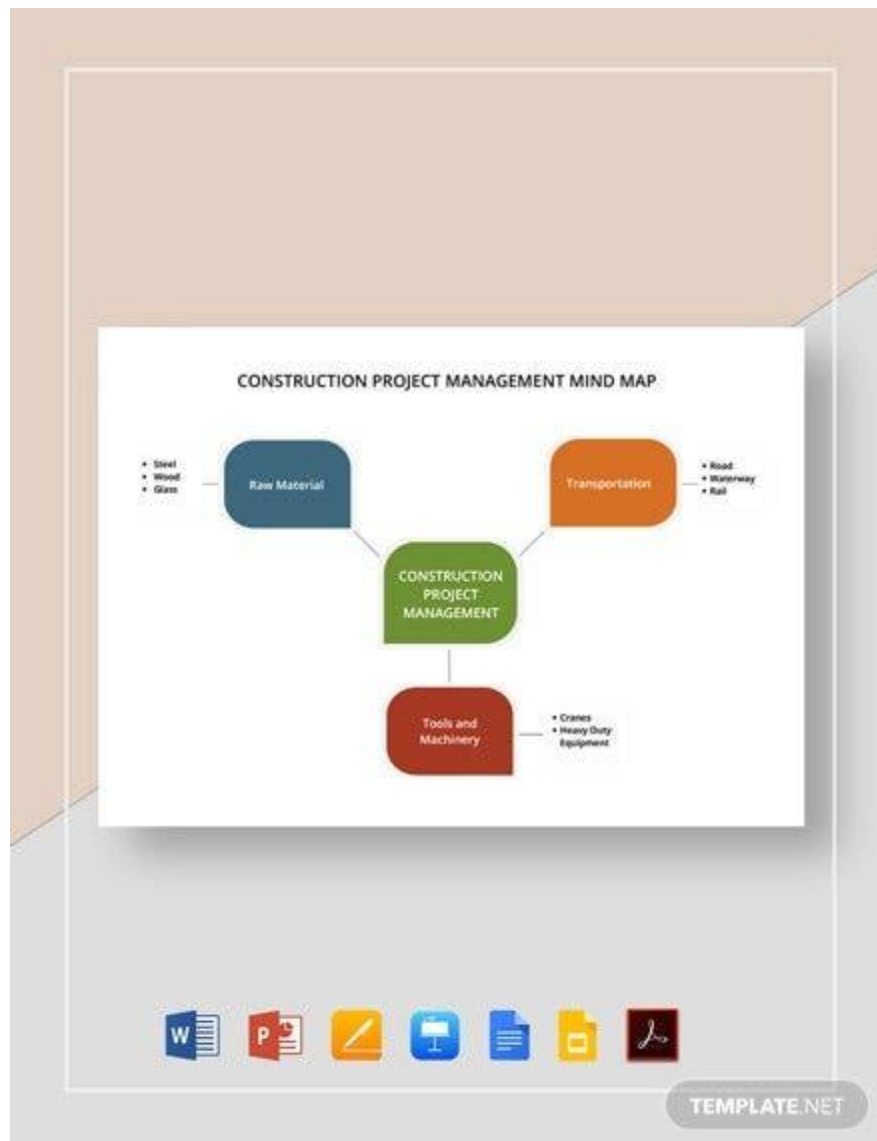 CONSTRUCTION PROJECT MANAGEMENT MIND MAP
• Steel
• Wood
• Glass
Raw Material
Transportation
• Road
• Waterway
• Rail
CONSTRUCTION
PROJECT
MANAGEMENT
Tools and
Machinery
• Cranes
• Heavy Duty
Equipment
W
P
TEMPLATE.NET